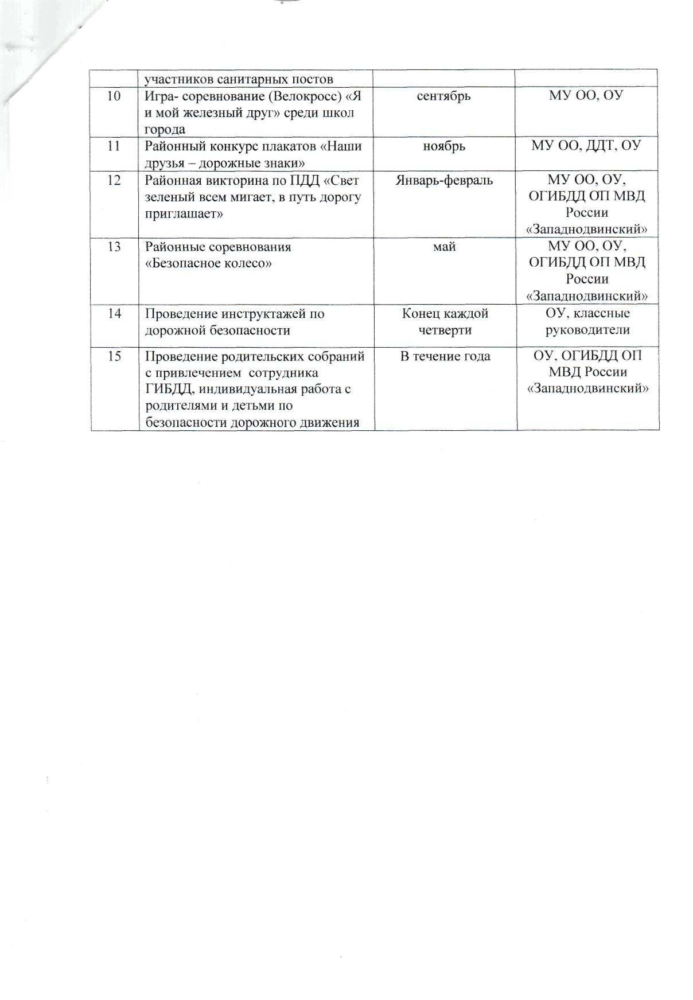 участников санитарных постов
10 Игра- соревнование (Велокросс) «Я сентябрь МУ ОО, ОУ
и мой железный друг» среди школ
города
11 Районный конкурс плакатов «Наши ноябрь МУ ОО, ДДТ, ОУ
друзья – дорожные знаки»
12 Районная викторина по ПДД «Свет Январь-февраль МУ ОО, ОУ,
зеленый всем мигает, в путь дорогу ОГИБДД ОП МВД
приглашает» России
«Западнодвинский»
13 Районные соревнования май МУ ОО, ОУ,
«Безопасное колесо» ОГИБДД ОП МВД
России
«Западнодвинский»
14 Проведение инструктажей по Конец каждой ОУ, классные
дорожной безопасности четверти руководители
15 Проведение родительских собраний В течение года ОУ, ОГИБДД ОП
с привлечением сотрудника МВД России
ГИБДД, индивидуальная работа с «Западнодвинский»
родителями и детьми по
безопасности дорожного движения